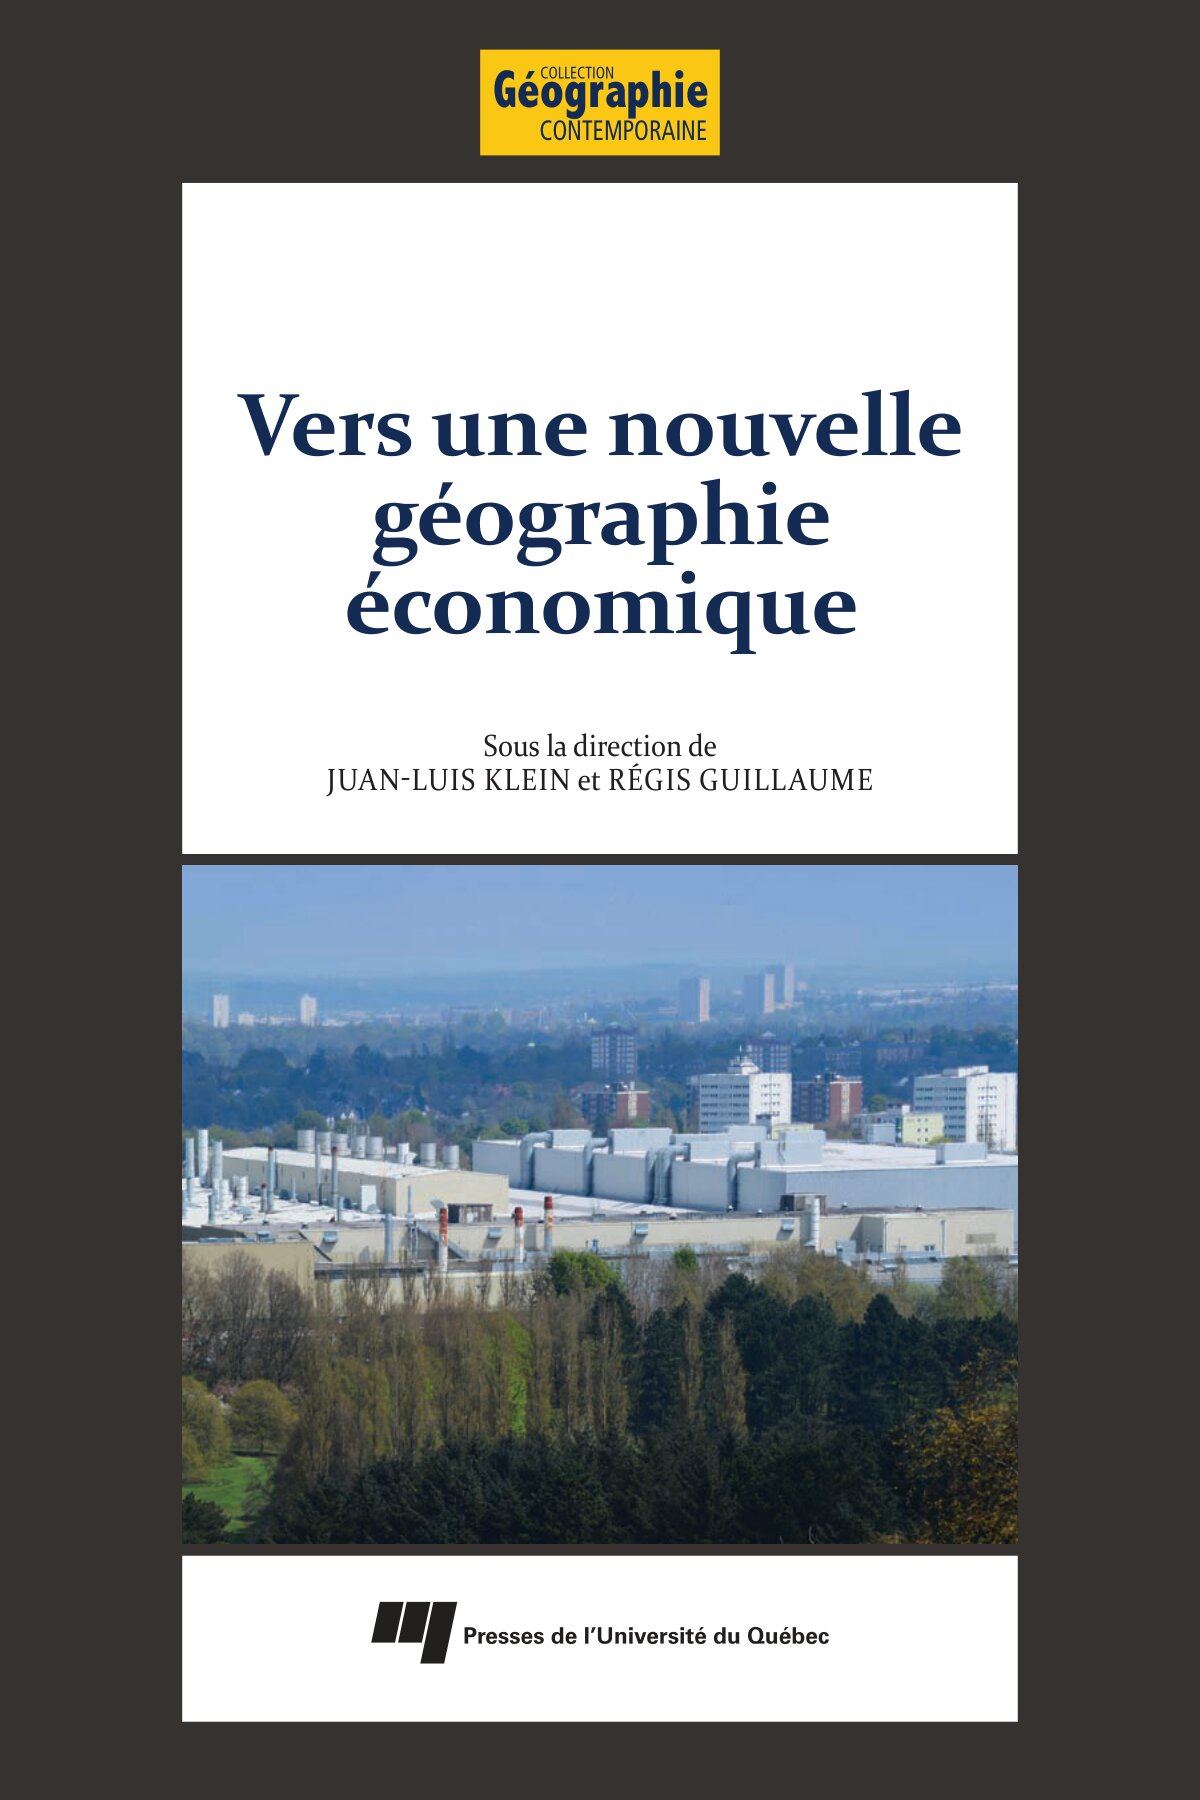 COLLECTION
Géographie
CONTEMPORAINE
Vers une nouvelle
géographie
économique
Sous la direction de
JUAN-LUIS KLEIN et RÉGIS GUILLAUME
Presses de l'Université du Québec